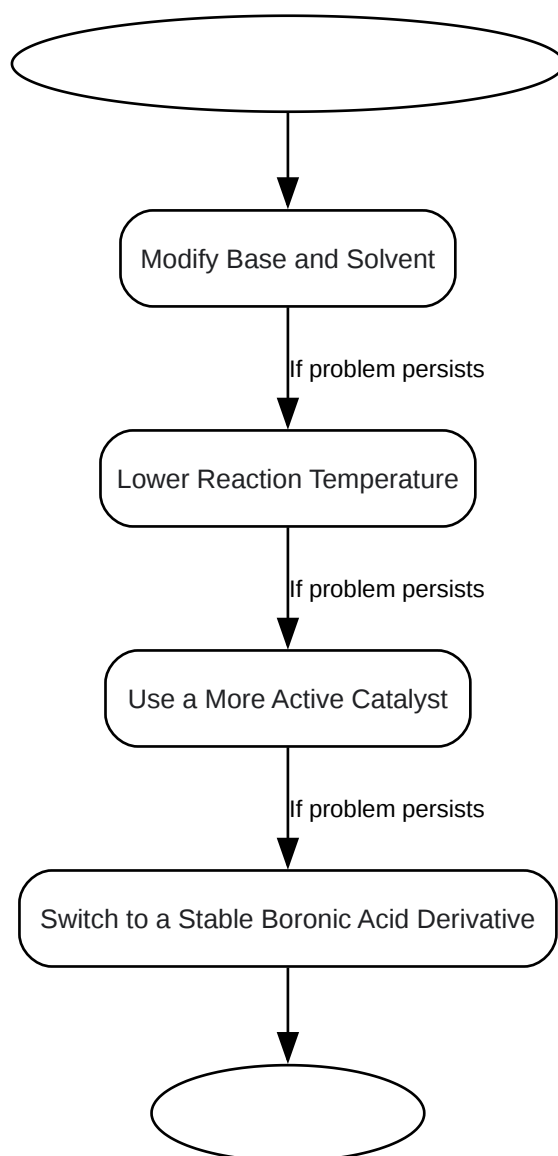 Modify Base and Solvent
If problem persists
Lower Reaction Temperature
If problem persists
Use a More Active Catalyst
If problem persists
Switch to a Stable Boronic Acid Derivative